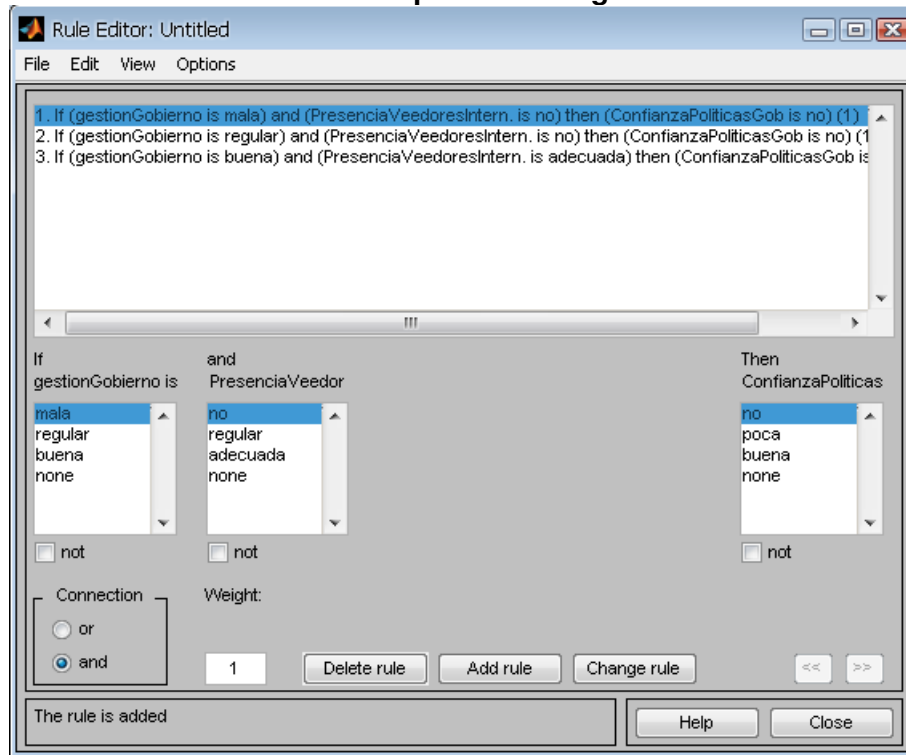 Rule Editor: Untitled
File Edit View Options
1. If (gestionGobierno is mala) and (PresenciaVeedoresIntern. is no) then (ConfianzaPoliticasGob is no) (1)
2. If (gestionGobierno is regular) and (PresenciaVeedoresIntern. is no) then (ConfianzaPoliticasGob is no) (1
3. If (gestionGobierno is buena) and (PresenciaVeedoresIntern. is adecuada) then (ConfianzaPoliticasGob is
If and Then
gestionGobierno is PresenciaVeedor ConfianzaPoliticas
mala no no
regular regular poca
buena adecuada buena
none none none
not not not
Connection Weight:
or
and 1 Delete rule Add rule Change rule << >>
The rule is added Help Close